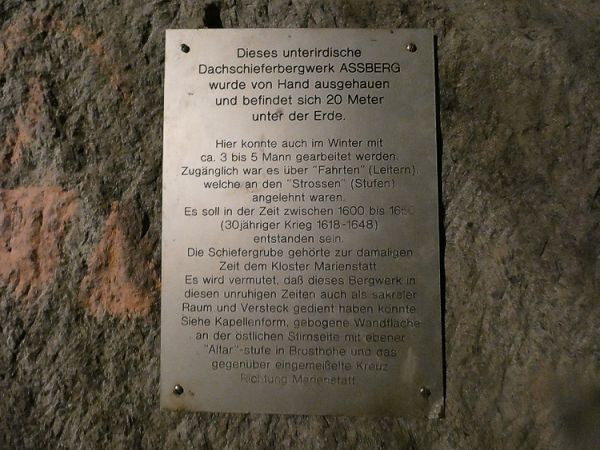 Dieses unterirdische
Dachschieferbergwerk ASSBERG
wurde von Hand ausgehauen
und befindet sich 20 Meter
unter der Erde.
Hier konnte auch im Winter mit
ca. 3 bis 5 Mann gearbeitet werden.
Zugänglich war es über "Fahrten" (Leitern)
welche an den "Strossen" (Stufen)
angelehnt waren.
Es soll in der Zeit zwischen 1600 bis 1650
(30jähriger Krieg 1618-1648)
entstanden sein.
Die Schiefergrube gehörte zur damaligen
Zeit dem Kloster Marienstatt
Es wird vermutet, daß dieses Bergwerk in
diesen unruhigen Zeiten auch als sakraler
Raum und Versteck gedient haben könnte
Siehe Kapellenform, gebogene Wandfläche
an der östlichen Stirnseite mit ebener
"Altar"-stufe in Brusthöhe und das
gegenüber eingemeißelte Kreuz
Richtung Marienstatt